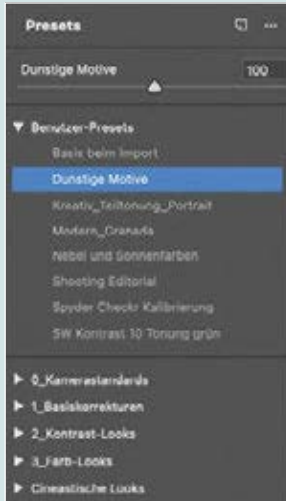 Presets
Dunstige Motive 100
Benutzer-Presets
Basis beim Import
Dunstige Motive
Kreativ_Teiltonung_Portrait
Modern_Granada
Nebel und Sonnenfarben
Shooting Editorial
Spyder Checkr Kalibrierung
SW Kontrast 10 Tonung grün
0_Kamerastandards
1_Basiskorrekturen
2_Kontrast-Looks
3_Farb-Looks
Cineastische Looks